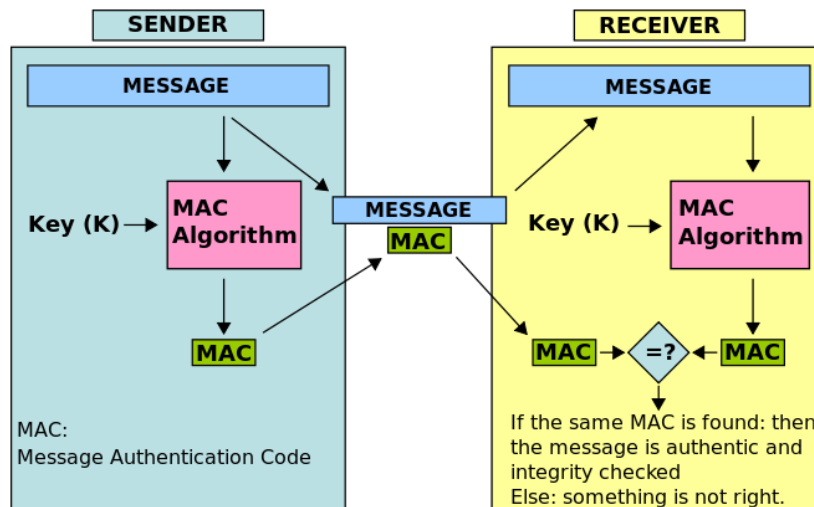 SENDER
RECEIVER
MESSAGE
MESSAGE
Key (K)
MAC
Algorithm
MESSAGE
MAC
Key (K)
MAC
Algorithm
MAC
MAC
=?
MAC
MAC:
Message Authentication Code
If the same MAC is found: then
the message is authentic and
integrity checked
Else: something is not right.